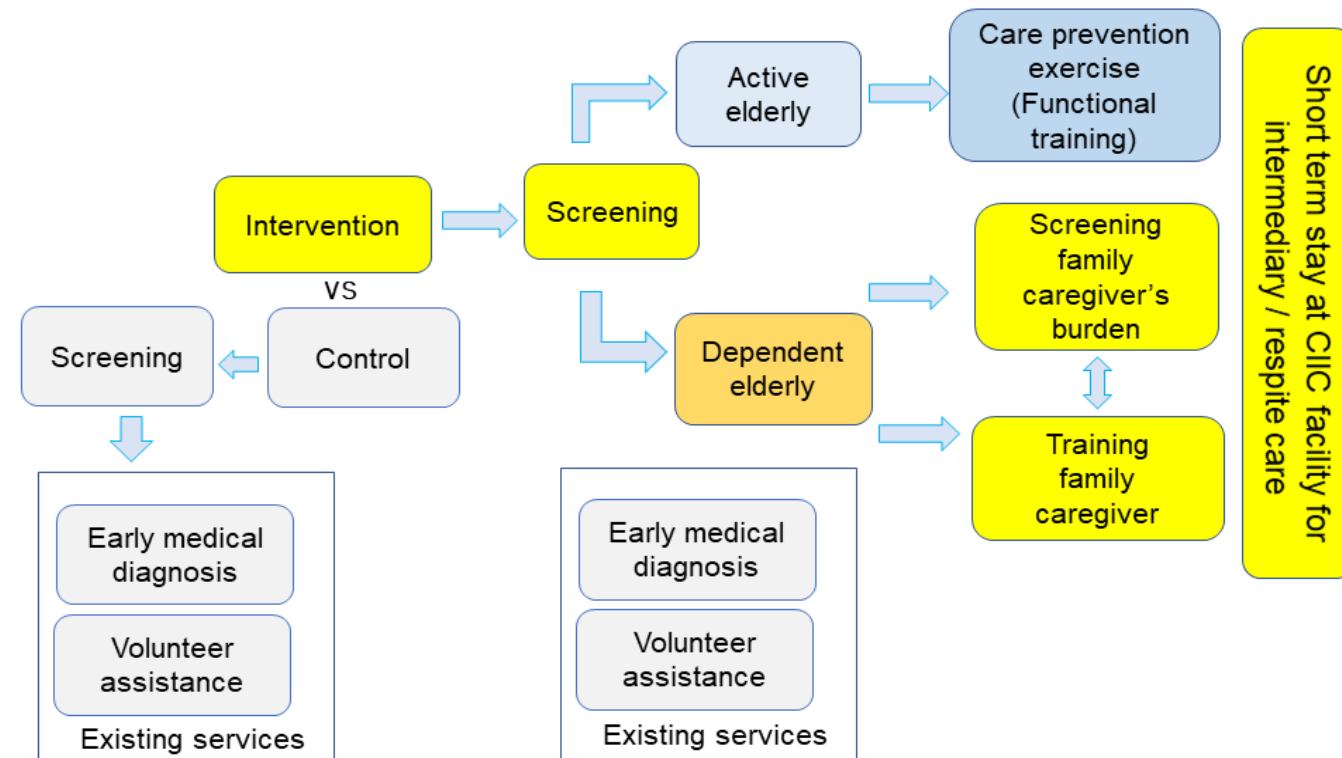 Active
elderly
Care prevention
exercise
(Functional
training)
Short term stay at CIIC facility for
intermediary / respite care
Intervention
Screening
Screening
family
caregiver's
burden
VS
Screening
Control
Dependent
elderly
Training
family
caregiver
Early medical
diagnosis
Volunteer
assistance
Existing services
Early medical
diagnosis
Volunteer
assistance
Existing services